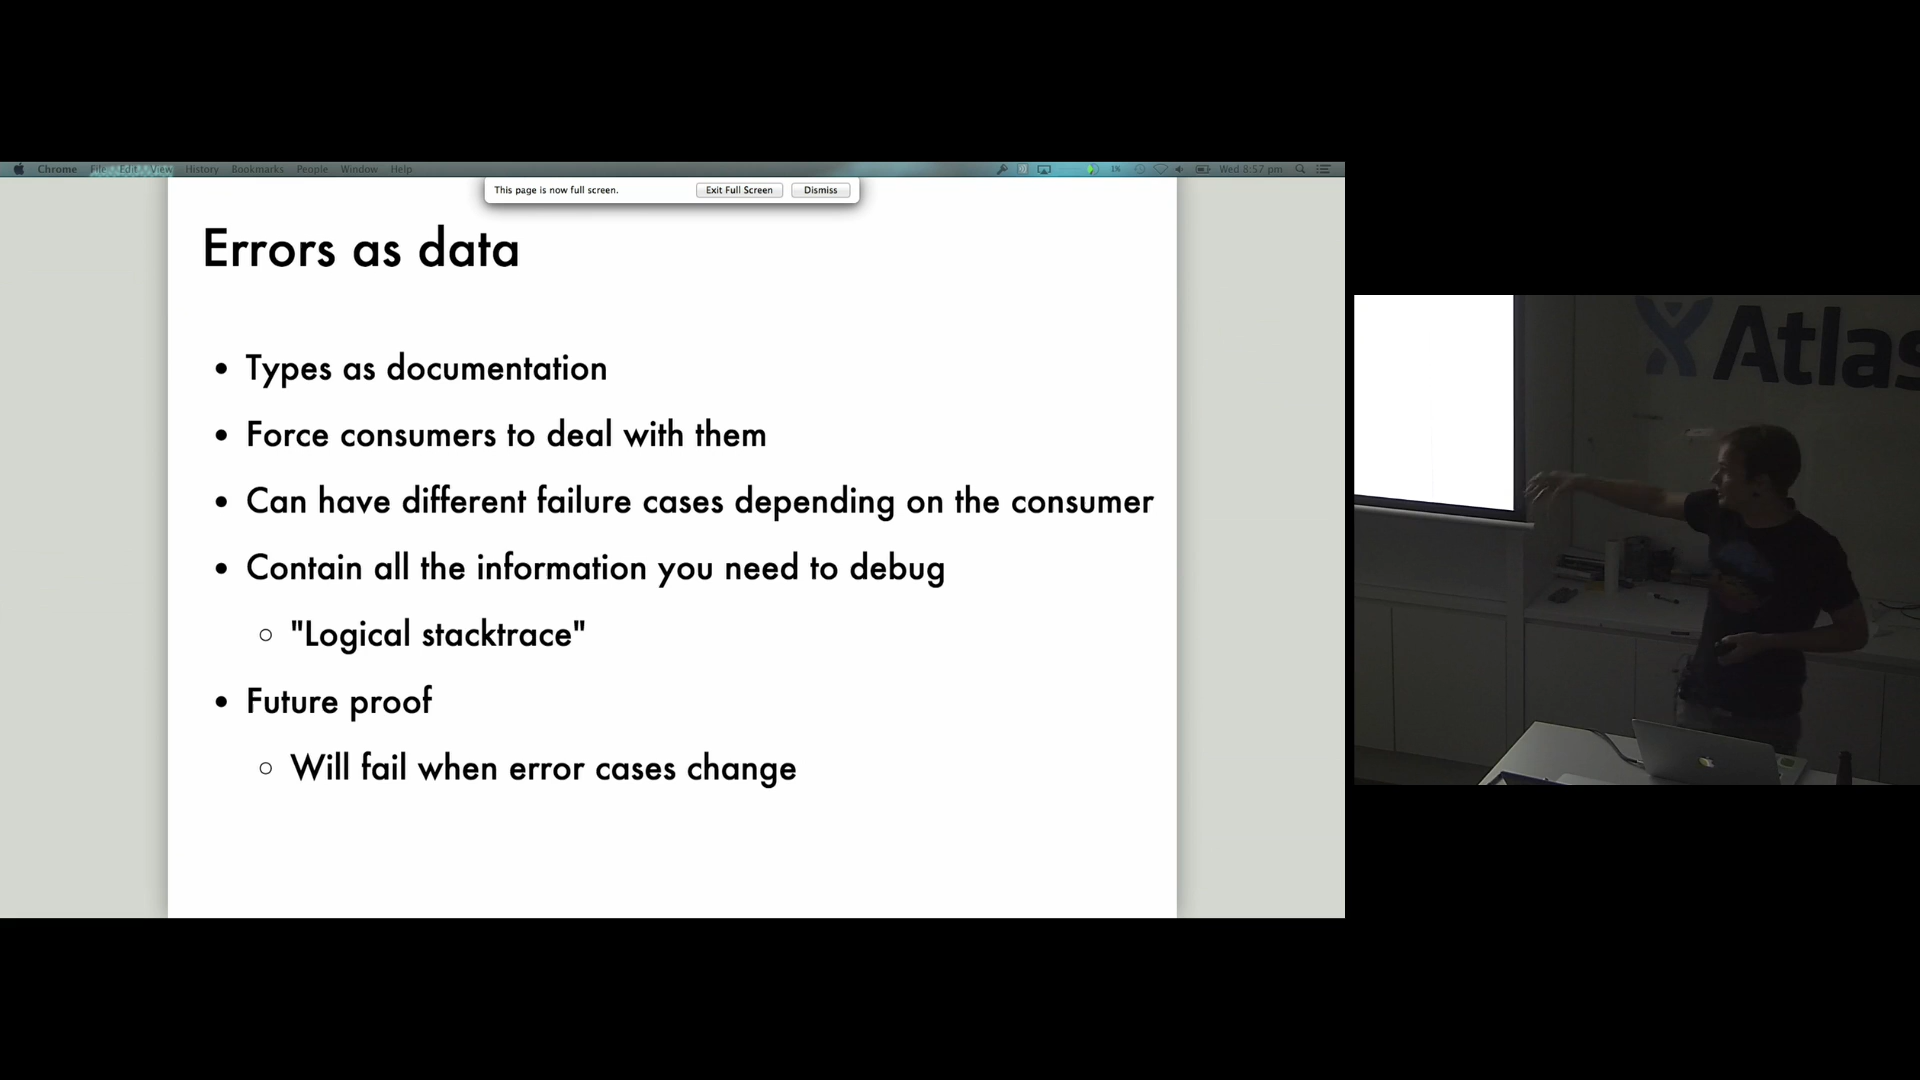 Chrome File Edit View History Bookmarks People Window Help 1% Wed 8:57 pm
This page is now full screen. Exit Full Screen Dismiss
Errors as data
• Types as documentation
• Force consumers to deal with them
• Can have different failure cases depending on the consumer
• Contain all the information you need to debug
○ "Logical stacktrace"
• Future proof
○ Will fail when error cases change
Atlas